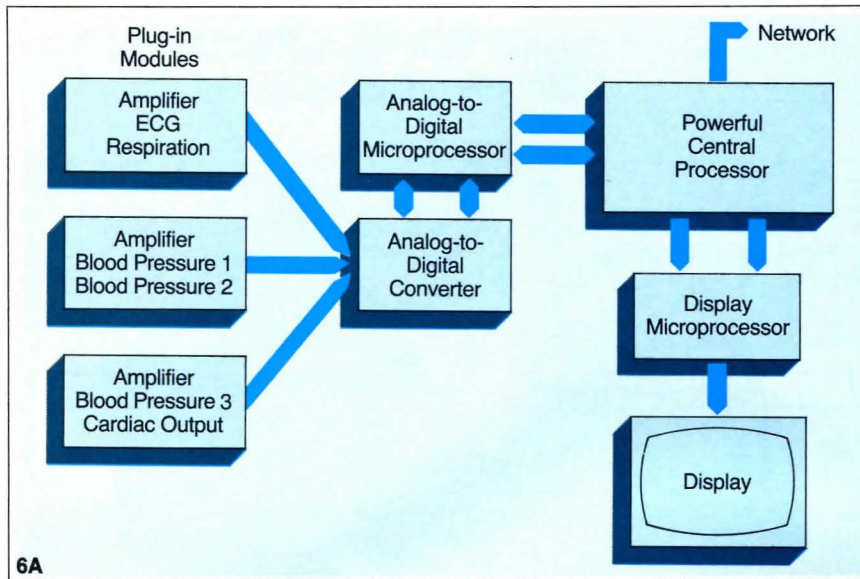 Plug-in
Modules
Amplifier
ECG
Respiration
Amplifier
Blood Pressure 1
Blood Pressure 2
Amplifier
Blood Pressure 3
Cardiac Output
Analog-to-
Digital
Microprocessor
Analog-to-
Digital
Converter
Network
Powerful
Central
Processor
Display
Microprocessor
Display
6A